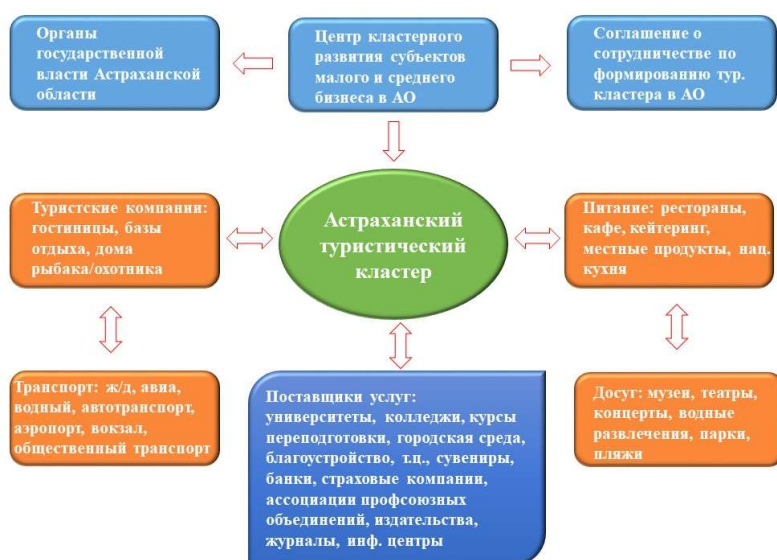 Органы
государственной
власти Астраханской
области
Центр кластерного
развития субъектов
малого и среднего
бизнеса в АО
Соглашение о
сотрудничестве по
формированию тур.
кластера в АО
Туристские компании:
гостиницы, базы
отдыха, дома
рыбака/охотника
Астраханский
туристический
кластер
Питание: рестораны,
кафе, кейтеринг,
местные продукты, нац.
кухня
Транспорт: ж/д, авиа,
водный, автотранспорт,
аэропорт, вокзал,
общественный транспорт
Поставщики услуг:
университеты, колледжи, курсы
переподготовки, городская среда,
благоустройство, т.ц., сувениры,
банки, страховые компании,
ассоциации профсоюзных
объединений, издательства,
журналы, инф. центры
Досуг: музеи, театры,
концерты, водные
развлечения, парки,
пляжи